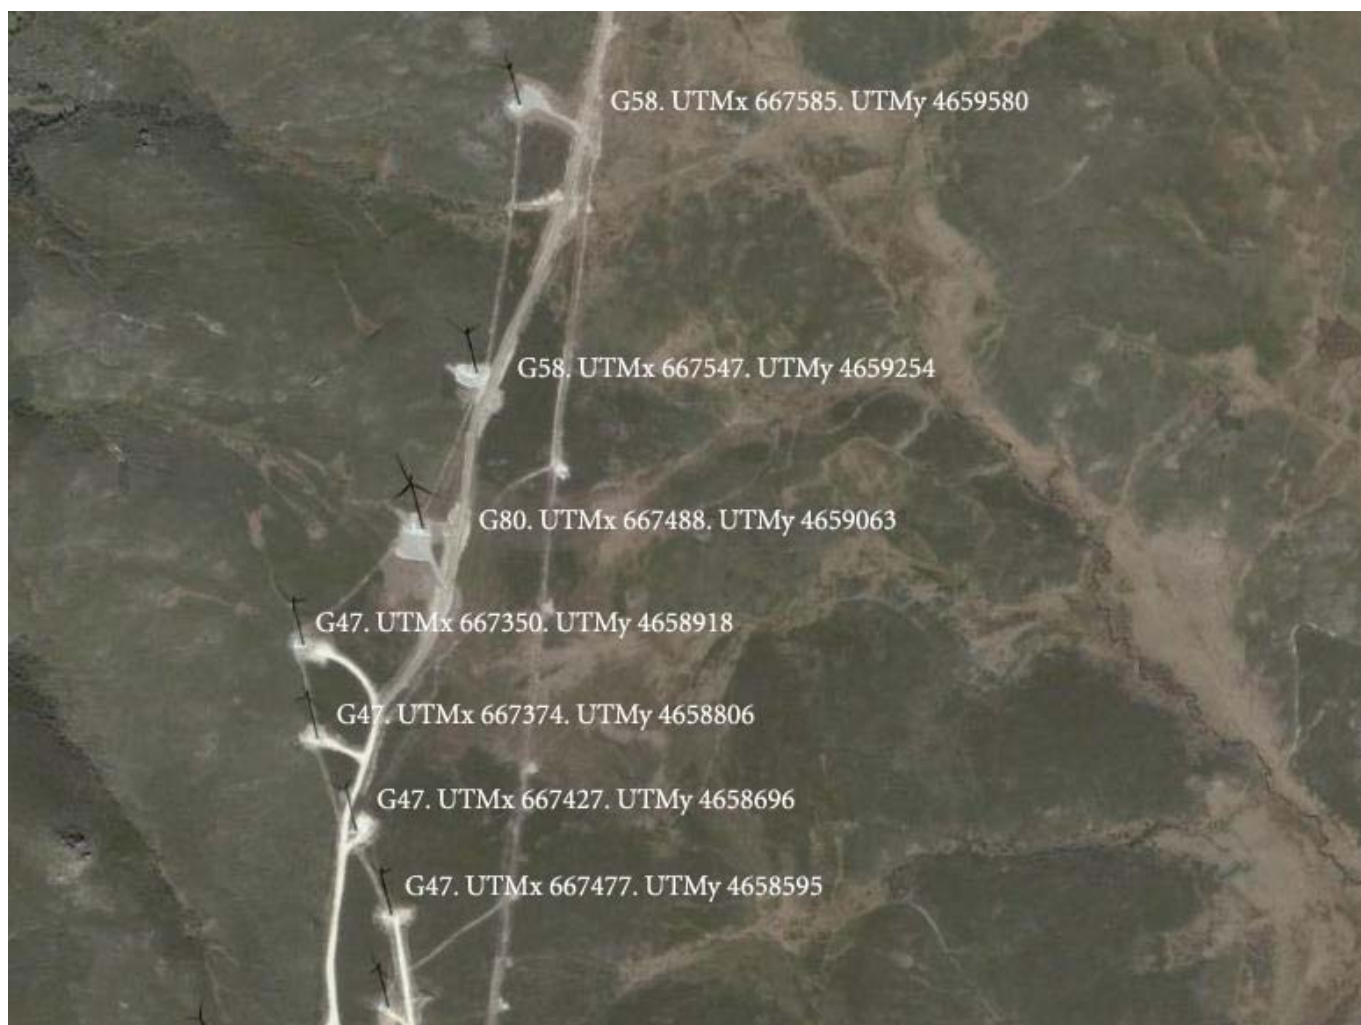 G58. UTMx 667585. UTMy 4659580
G58. UTMx 667547. UTMy 4659254
G80. UTMx 667488. UTMy 4659063
G47. UTMx 667350. UTMy 4658918
G47. UTMx 667374. UTMy 4658806
G47. UTMx 667427. UTMy 4658696
G47. UTMx 667477. UTMy 4658595